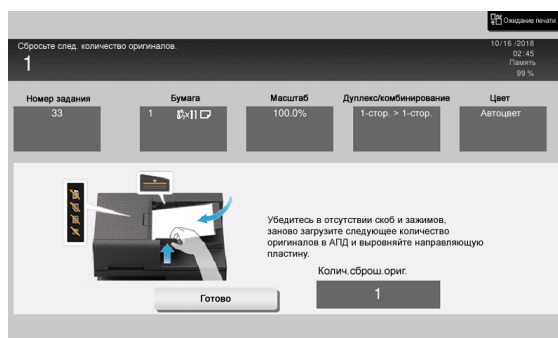 Ожидание печати
Сбросьте след. количество оригиналов.
1
10/16 /2018
02:45
Память
99 %
Номер задания
Бумага
Масштаб
Дуплекс/комбинирование
Цвет
33
1
100.0%
1-стор. > 1-стор.
Автоцвет
Убедитесь в отсутствии скоб и зажимов,
заново загрузите следующее количество
оригиналов в АПД и выровняйте направляющую
пластину.
Колич.сброш.ориг.
Готово
1